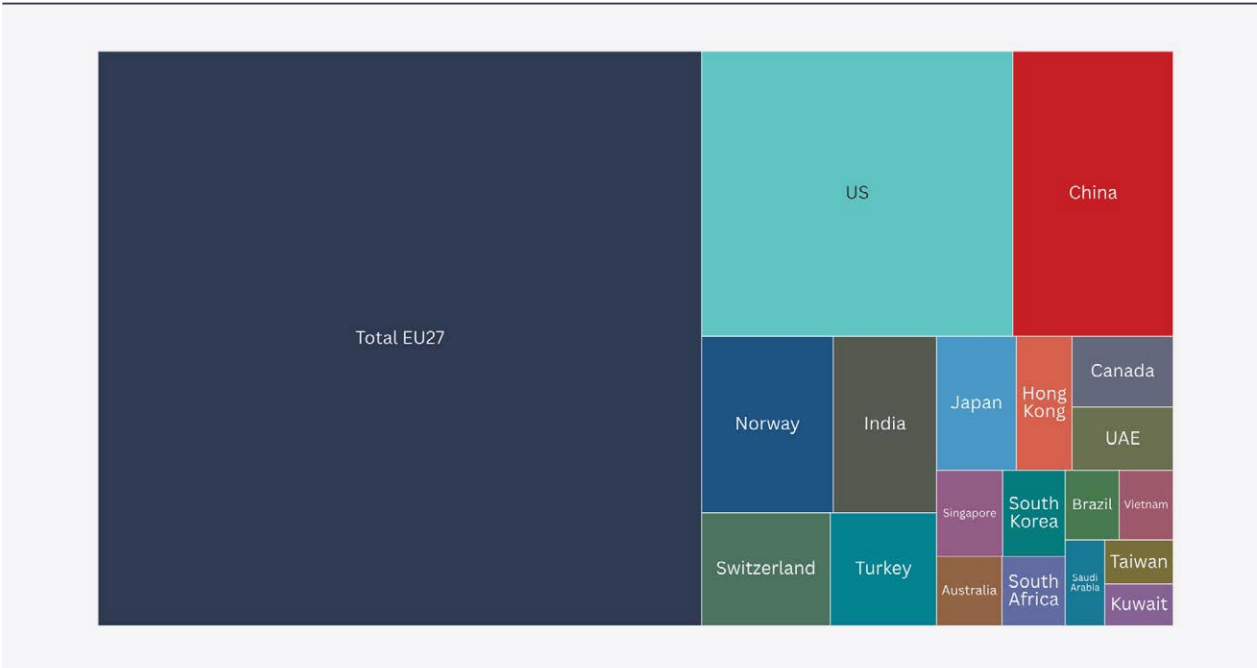 US
China
Total EU27
Norway
India
Japan
Hong
Kong
Canada
UAE
Singapore
South
Korea
Brazil
Vietnam
Switzerland
Turkey
Australia
South
Africa
Saudi
Arabia
Taiwan
Kuwait